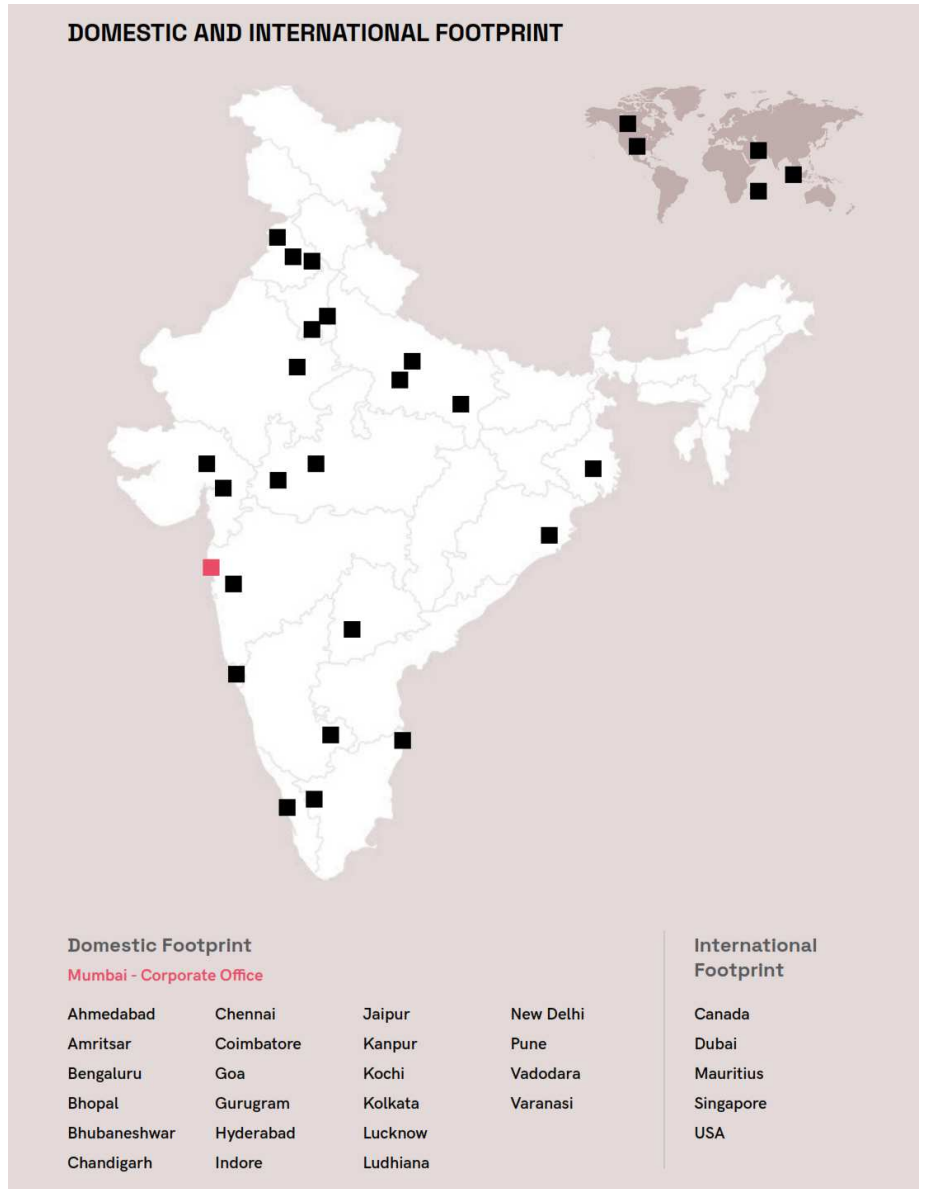 DOMESTIC AND INTERNATIONAL FOOTPRINT
Domestic Footprint
Mumbai - Corporate Office
Ahmedabad
Amritsar
Bengaluru
Bhopal
Bhubaneshwar
Chandigarh
Chennai
Coimbatore
Goa
Gurugram
Hyderabad
Indore
Jaipur
Kanpur
Kochi
Kolkata
Lucknow
Ludhiana
New Delhi
Pune
Vadodara
Varanasi
International
Footprint
Canada
Dubai
Mauritius
Singapore
USA